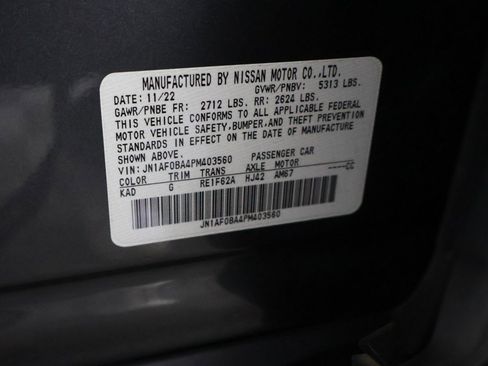 MANUFACTURED BY NISSAN MOTOR CO.,LTD.
DATE: 11/22 GVWR/PNBV: 5313 LBS.
GAWR/PNBE FR: 2712 LBS. RR: 2624 LBS.
THIS VEHICLE CONFORMS TO ALL APPLICABLE FEDERAL
MOTOR VEHICLE SAFETY,BUMPER,AND THEFT PREVENTION
STANDARDS IN EFFECT ON THE DATE OF MANUFACTURE
SHOWN ABOVE.
VIN: JN1AF0BA4PM403560 PASSENGER CAR
COLOR TRIM TRANS AXLE MOTOR ----CC
KAD G RE1F62A HJ42 AM67
JN1AF0BA4PM403560